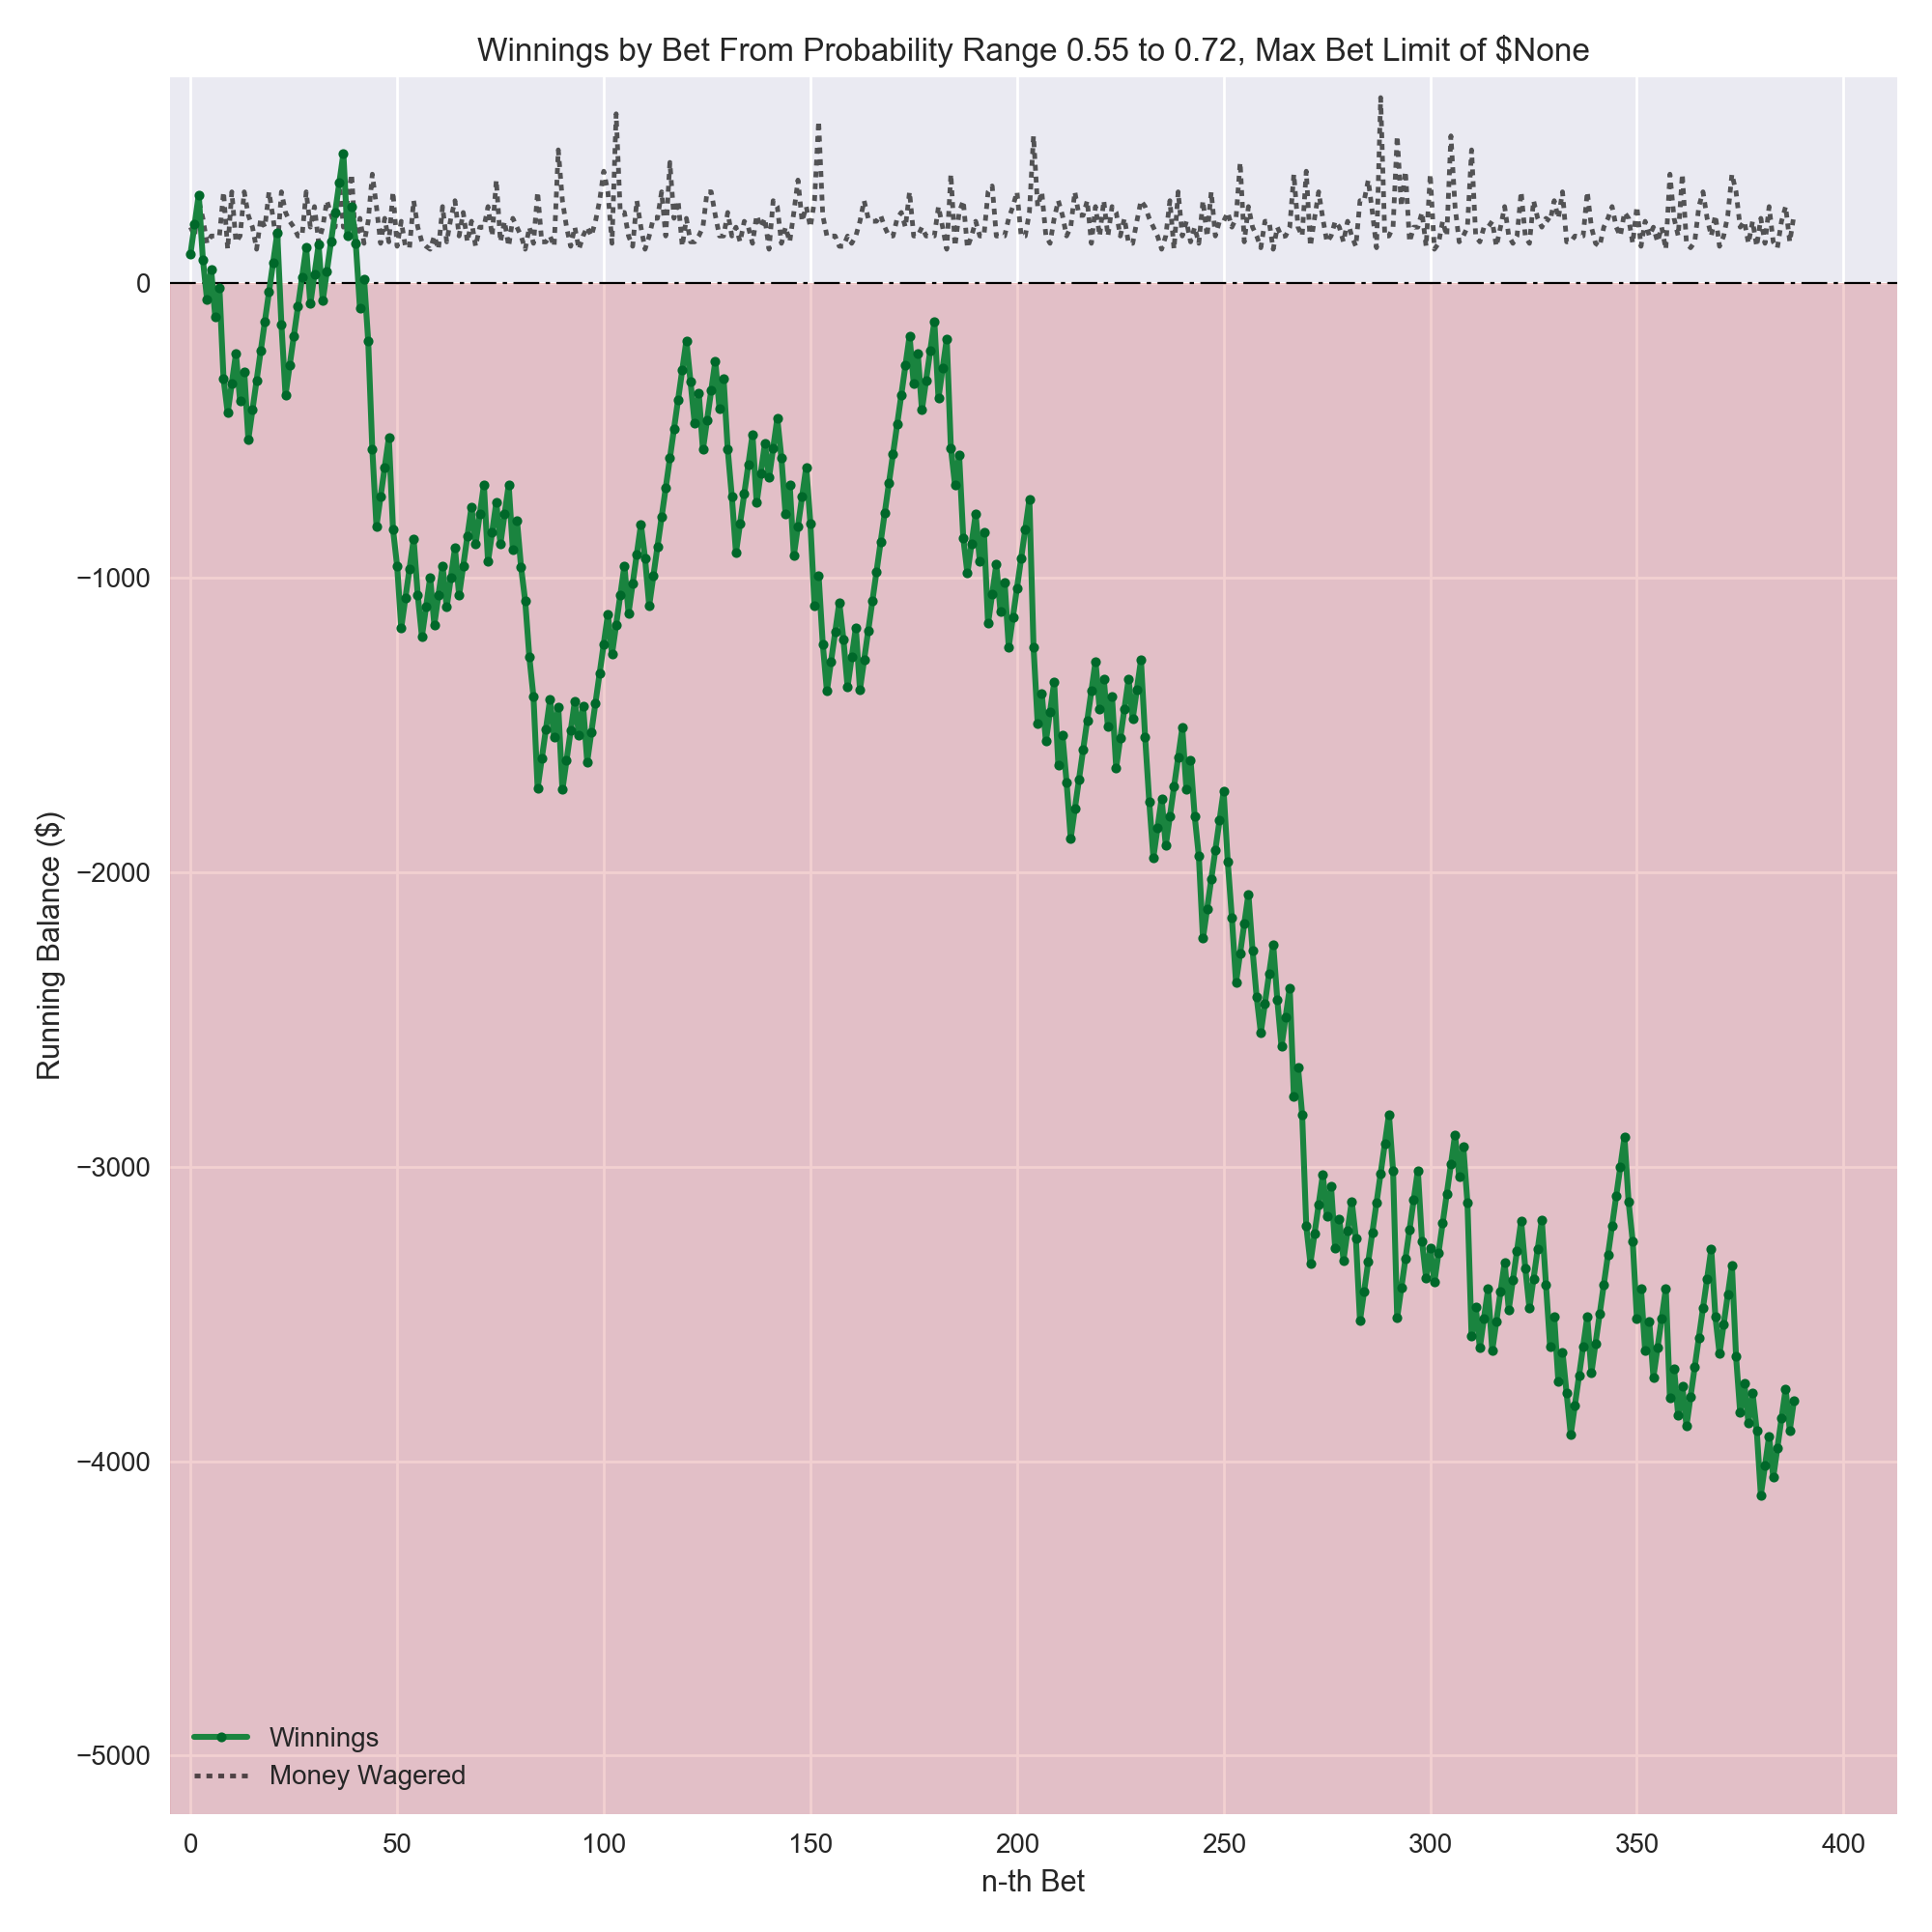 Winnings by Bet From Probability Range 0.55 to 0.72, Max Bet Limit of $None
Running Balance ($)
0
−1000
−2000
−3000
−4000
−5000
Winnings
Money Wagered
0 50 100 150 200 250 300 350 400
n-th Bet